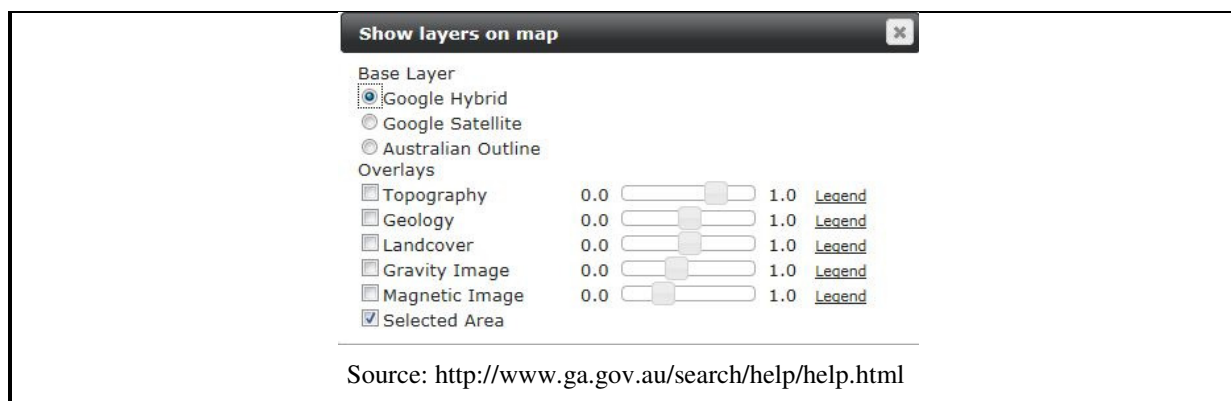 Show layers on map
Base Layer
Google Hybrid
Google Satellite
Australian Outline
Overlays
Topography 0.0 1.0 Legend
Geology 0.0 1.0 Legend
Landcover 0.0 1.0 Legend
Gravity Image 0.0 1.0 Legend
Magnetic Image 0.0 1.0 Legend
Selected Area
Source: http://www.ga.gov.au/search/help/help.html